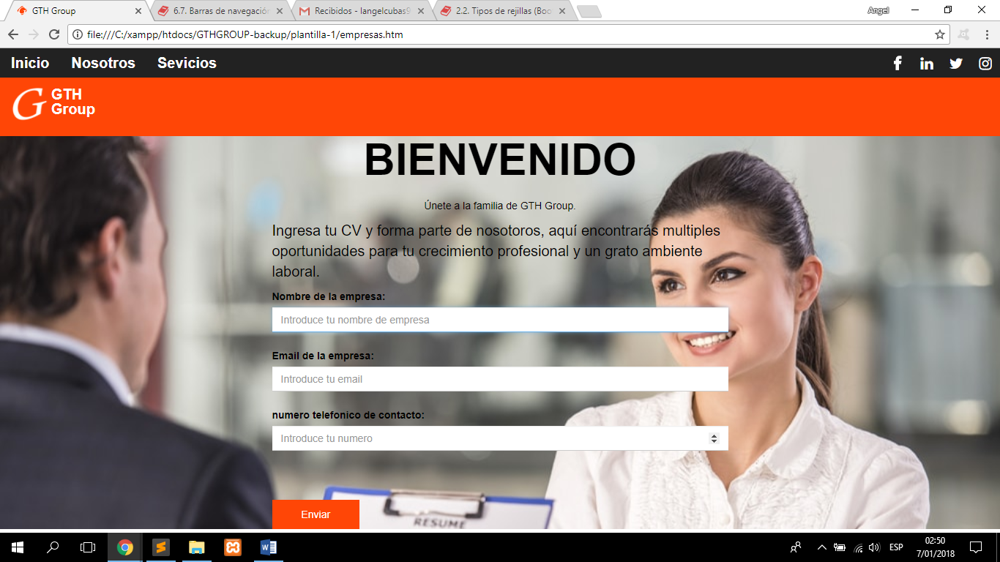 GTH Group
6.7. Barras de navegación
Recibidos - langelcubas9
2.2. Tipos de rejillas (Boo
Angel
file:///C:/xampp/htdocs/GTHGROUP-backup/plantilla-1/empresas.htm
Inicio Nosotros Sevicios
G GTH
Group
BIENVENIDO
Únete a la familia de GTH Group.
Ingresa tu CV y forma parte de nosotoros, aquí encontrarás multiples
oportunidades para tu crecimiento profesional y un grato ambiente
laboral.
Nombre de la empresa:
Introduce tu nombre de empresa
Email de la empresa:
Introduce tu email
numero telefonico de contacto:
Introduce tu numero
Enviar
RESUME
ESP
02:50
7/01/2018